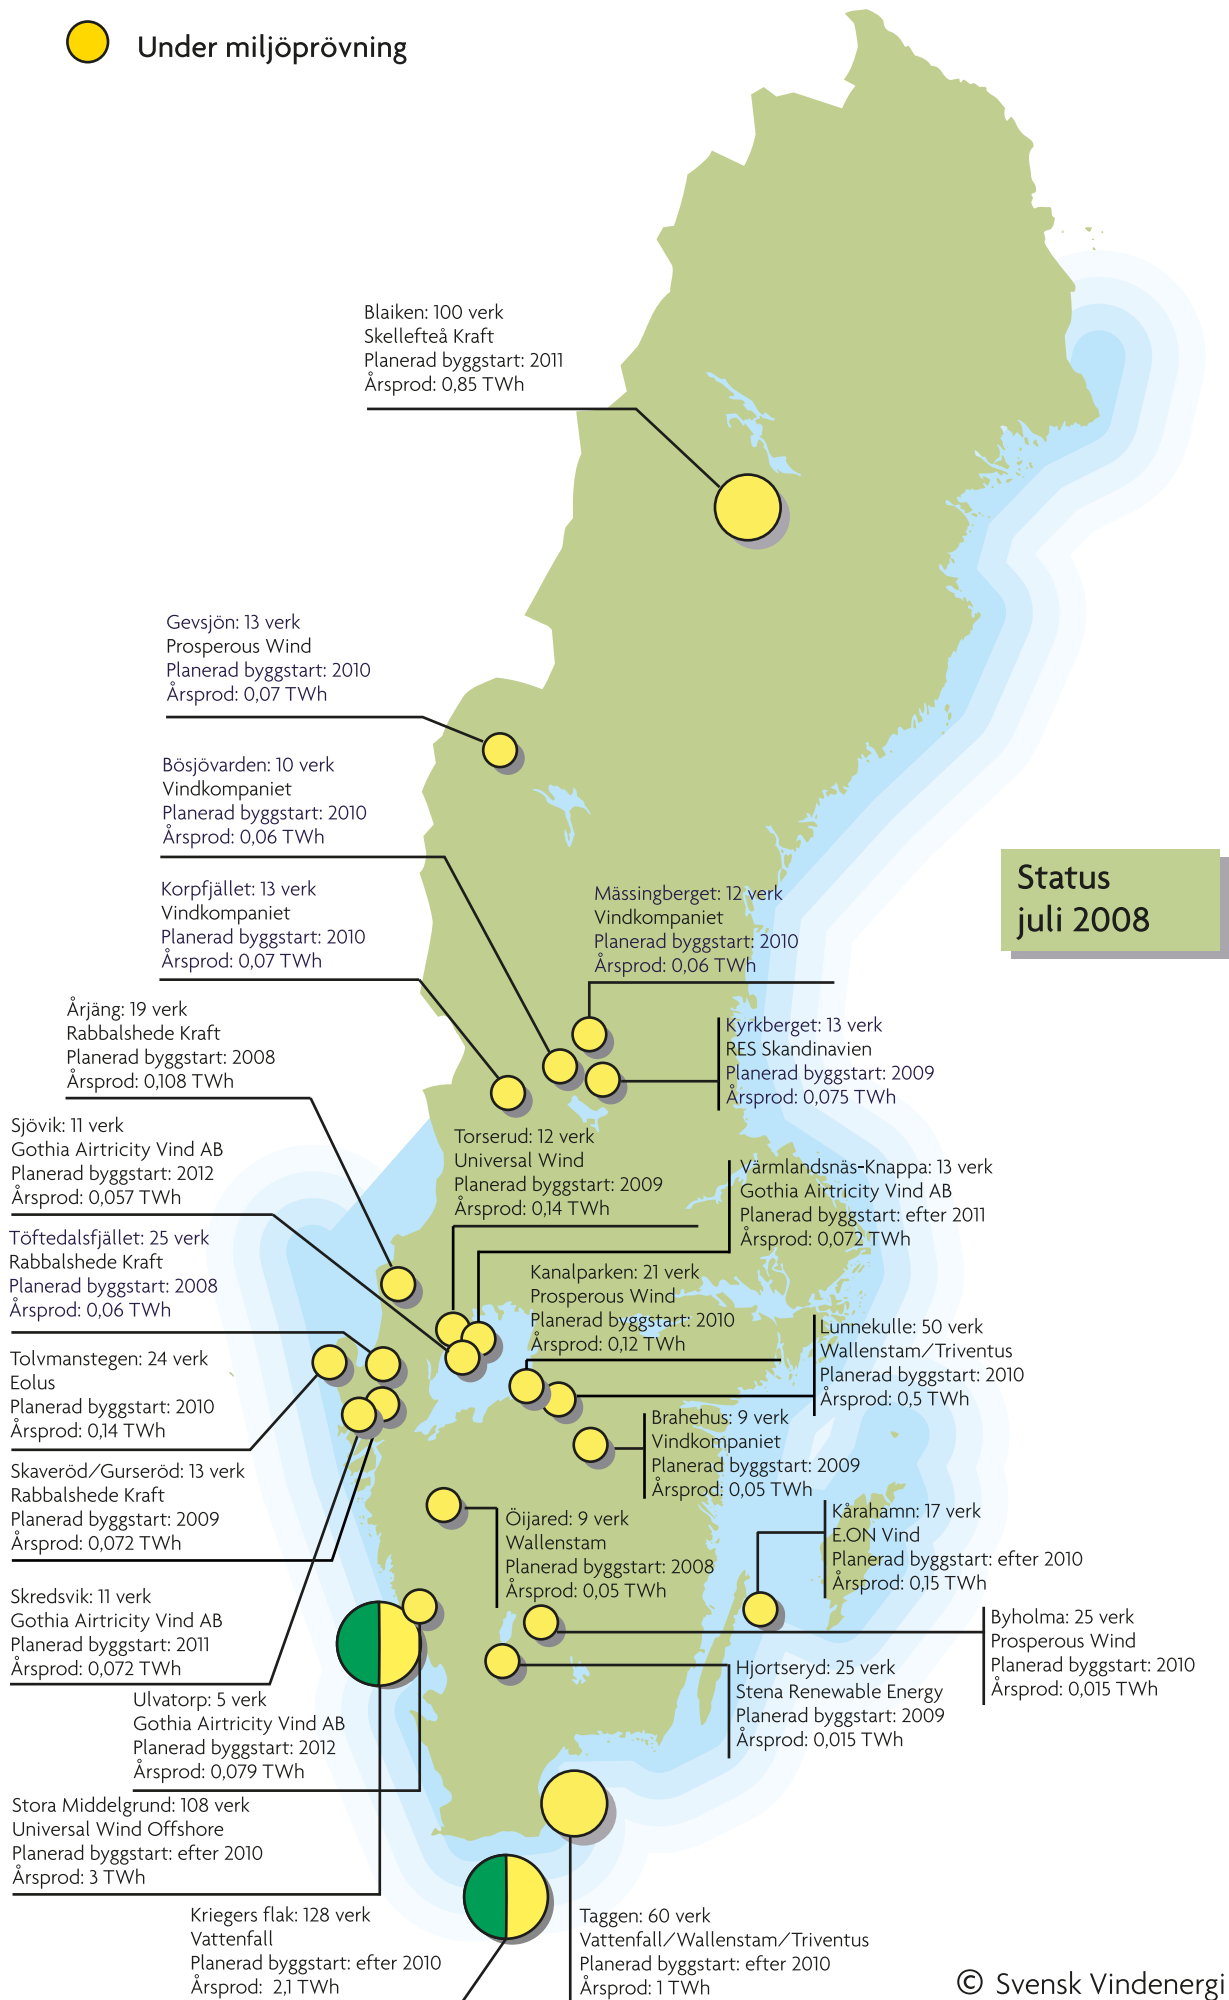 Under miljöprövning
Blaiken: 100 verk
Skellefteå Kraft
Planerad byggstart: 2011
Årsprod: 0,85 TWh
Gevsjön: 13 verk
Prosperous Wind
Planerad byggstart: 2010
Årsprod: 0,07 TWh
Bösjövarden: 10 verk
Vindkompaniet
Planerad byggstart: 2010
Årsprod: 0,06 TWh
Status
juli 2008
Korpfjället: 13 verk
Vindkompaniet
Planerad byggstart: 2010
Årsprod: 0,07 TWh
Mässingberget: 12 verk
Vindkompaniet
Planerad byggstart: 2010
Årsprod: 0,06 TWh
Årjäng: 19 verk
Rabbalshede Kraft
Planerad byggstart: 2008
Årsprod: 0,108 TWh
Kyrkberget: 13 verk
RES Skandinavien
Planerad byggstart: 2009
Årsprod: 0,075 TWh
Sjövik: 11 verk
Gothia Airtricity Vind AB
Planerad byggstart: 2012
Årsprod: 0,057 TWh
Torserud: 12 verk
Universal Wind
Planerad byggstart: 2009
Årsprod: 0,14 TWh
Värmlandsnäs-Knappa: 13 verk
Gothia Airtricity Vind AB
Planerad byggstart: efter 2011
Årsprod: 0,072 TWh
Töftedalsfjället: 25 verk
Rabbalshede Kraft
Planerad byggstart: 2008
Årsprod: 0,06 TWh
Kanalparken: 21 verk
Prosperous Wind
Planerad byggstart: 2010
Årsprod: 0,12 TWh
Lunnekulle: 50 verk
Wallenstam/Triventus
Planerad byggstart: 2010
Årsprod: 0,5 TWh
Tolvmanstegen: 24 verk
Eolus
Planerad byggstart: 2010
Årsprod: 0,14 TWh
Brahehus: 9 verk
Vindkompaniet
Planerad byggstart: 2009
Årsprod: 0,05 TWh
Skaveröd/Gurseröd: 13 verk
Rabbalshede Kraft
Planerad byggstart: 2009
Årsprod: 0,072 TWh
Öijared: 9 verk
Wallenstam
Planerad byggstart: 2008
Årsprod: 0,05 TWh
Kårahamn: 17 verk
E.ON Vind
Planerad byggstart: efter 2010
Årsprod: 0,15 TWh
Skredsvik: 11 verk
Gothia Airtricity Vind AB
Planerad byggstart: 2011
Årsprod: 0,072 TWh
Byholma: 25 verk
Prosperous Wind
Planerad byggstart: 2010
Årsprod: 0,015 TWh
Hjortseryd: 25 verk
Stena Renewable Energy
Planerad byggstart: 2009
Årsprod: 0,015 TWh
Ulvatorp: 5 verk
Gothia Airtricity Vind AB
Planerad byggstart: 2012
Årsprod: 0,079 TWh
Stora Middelgrund: 108 verk
Universal Wind Offshore
Planerad byggstart: efter 2010
Årsprod: 3 TWh
Kriegers flak: 128 verk
Vattenfall
Planerad byggstart: efter 2010
Årsprod: 2,1 TWh
Taggen: 60 verk
Vattenfall/Wallenstam/Triventus
Planerad byggstart: efter 2010
Årsprod: 1 TWh
© Svensk Vindenergi